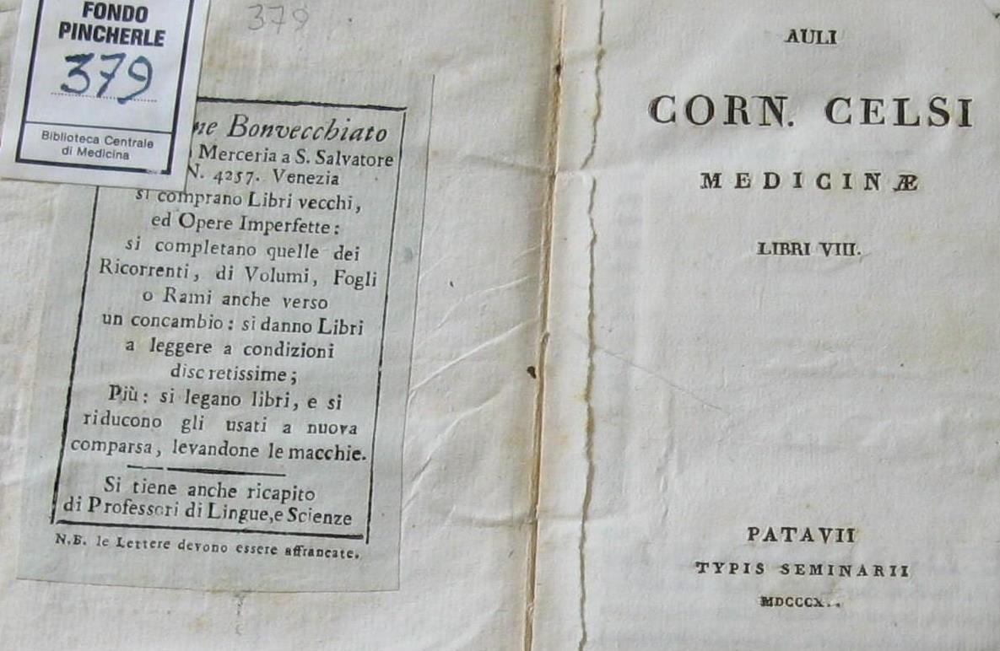 FONDO
PINCHERLE
379
Biblioteca Centrale
di Medicina
379
ne Bonvecchiato
Merceria a S. Salvatore
N. 4257. Venezia
si comprano Libri vecchi,
ed Opere Imperfette:
si completano quelle dei
Ricorrenti, di Volumi, Fogli
o Rami anche verso
un concambio: si danno Libri
a leggere a condizioni
discretissime;
Più: si legano libri, e si
riducono gli usati a nuova
comparsa, levandone le macchie.
Si tiene anche ricapito
di Professori di Lingue, e Scienze
N.B. le Lettere devono essere affrancate.
AULI
CORN. CELSI
MEDICINÆ
LIBRI VIII.
PATAVII
TYPIS SEMINARII
MDCCCX..